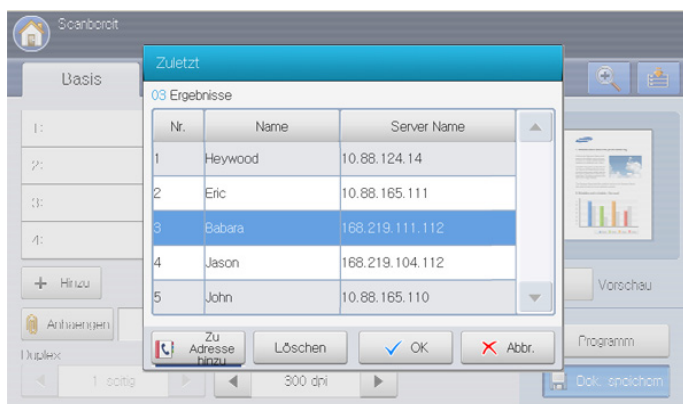 Scanboreit
Basis
Zuletzt
03 Ergebnisse
Nr. Name Server Name
1 Heywood 10.88.124.14
2 Eric 10.88.165.111
3 Babara 168.219.111.112
4 Jason 168.219.104.112
5 John 10.88.165.110
Zu
Adresse
hinzu
Löschen
OK
Abbr.
1:
2:
3:
4:
+ Hinzu
Anhaengen
Duplex
1 seitig
300 dpi
Vorschau
Programm
Dok. speichern